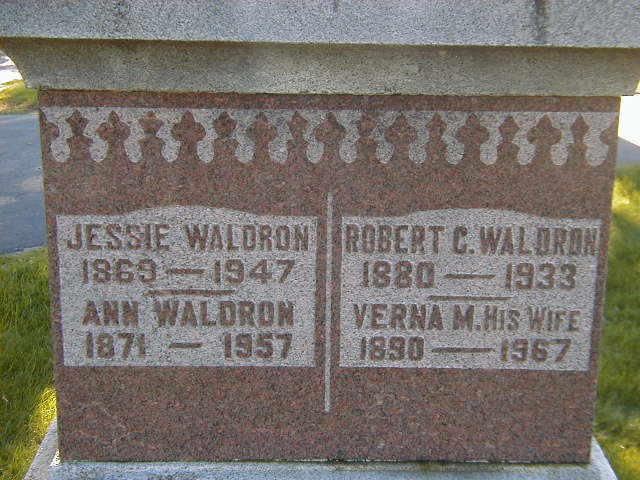 JESSIE WALDRON
1869 — 1947
ANN WALDRON
1871 — 1957
ROBERT C. WALDRON
1880 — 1933
VERNA M. HIS WIFE
1890 — 1967